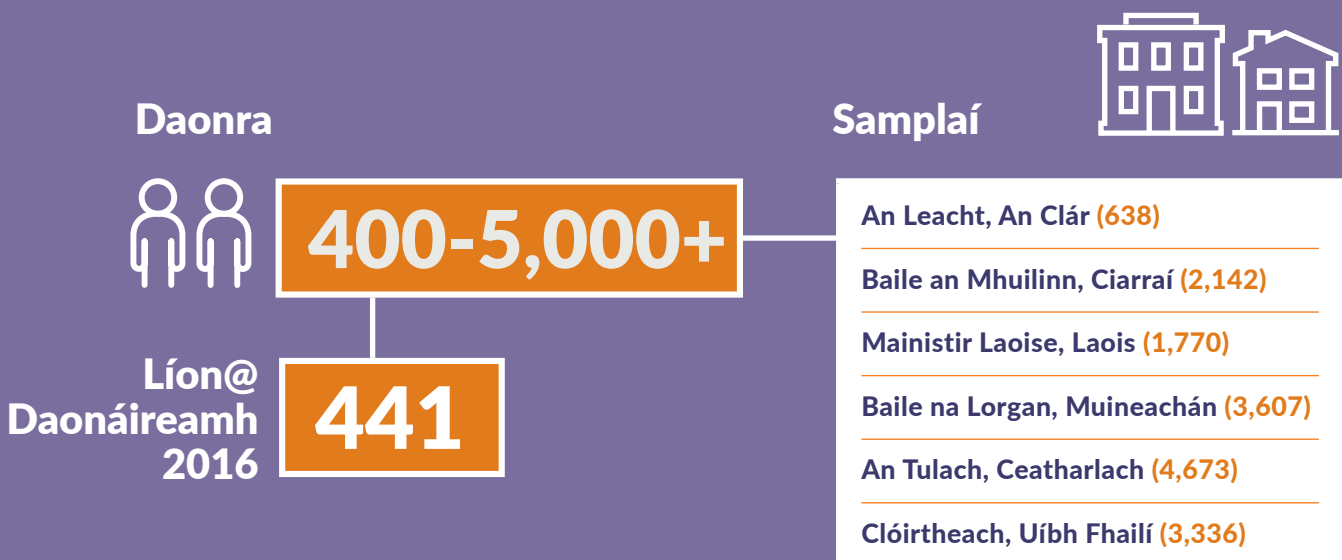 Daonra
400-5,000+
Líon@
Daonáireamh
2016
441
Samplaí
An Leacht, An Clár (638)
Baile an Mhuilinn, Ciarraí (2,142)
Mainistir Laoise, Laois (1,770)
Baile na Lorgan, Muineachán (3,607)
An Tulach, Ceatharlach (4,673)
Clóirtheach, Uíbh Fhailí (3,336)